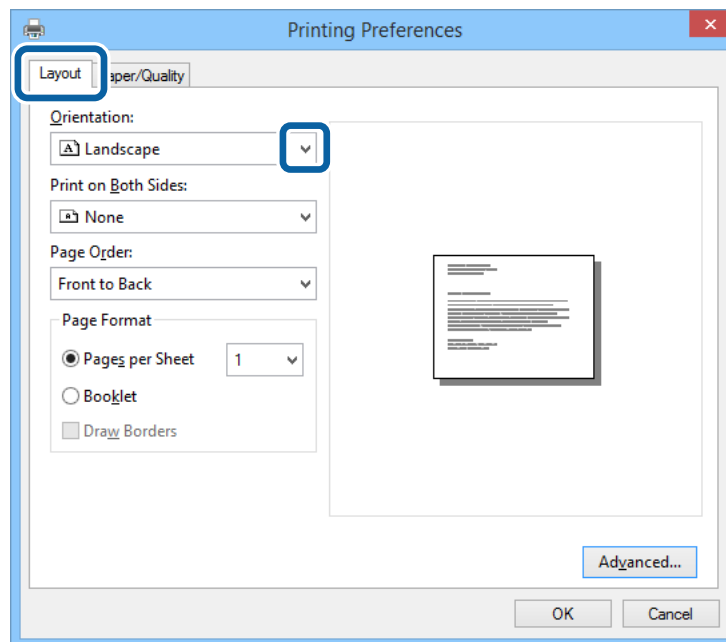 Printing Preferences
Layout
aper/Quality
Orientation:
Landscape
Print on Both Sides:
None
Page Order:
Front to Back
Page Format
Pages per Sheet 1
Booklet
Draw Borders
Advanced...
OK Cancel